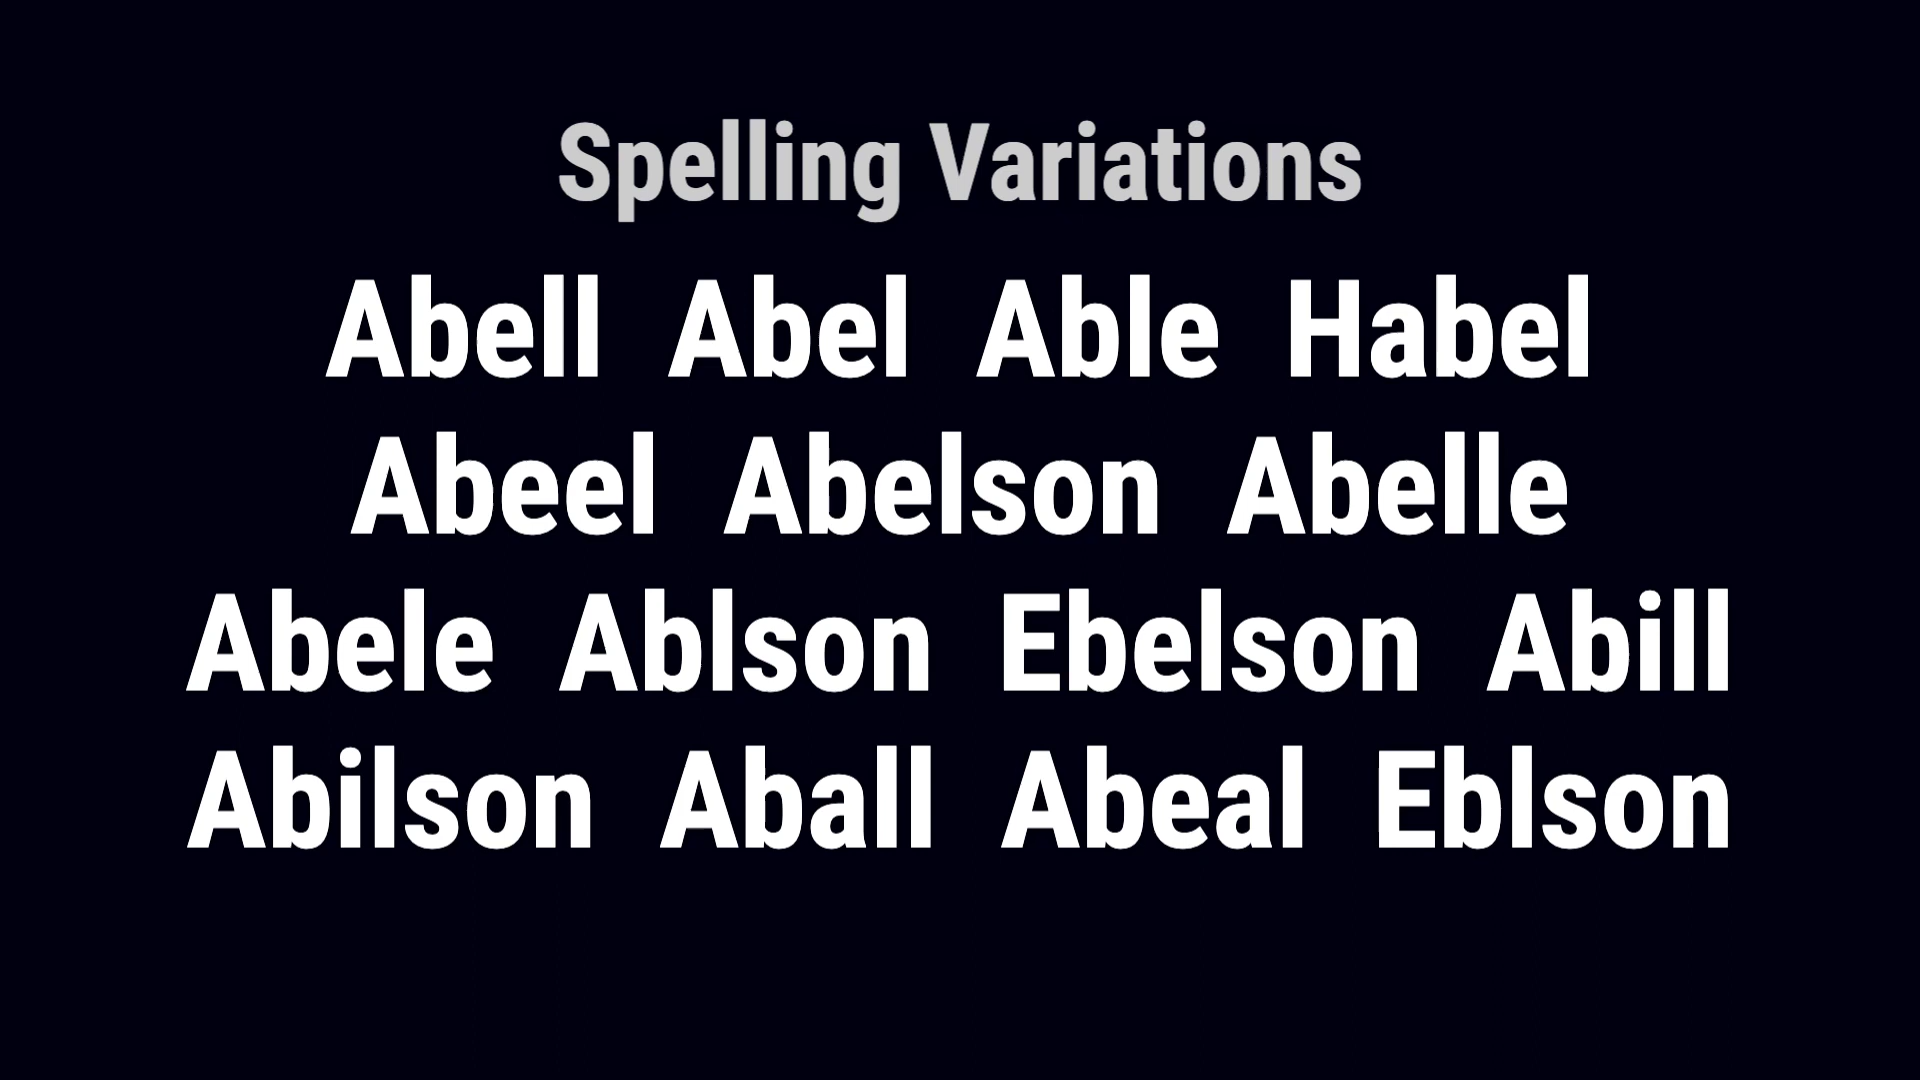 Spelling Variations
Abell Abel Able Habel
Abeel Abelson Abelle
Abele Ablson Ebelson Abill
Abilson Aball Abeal Eblson